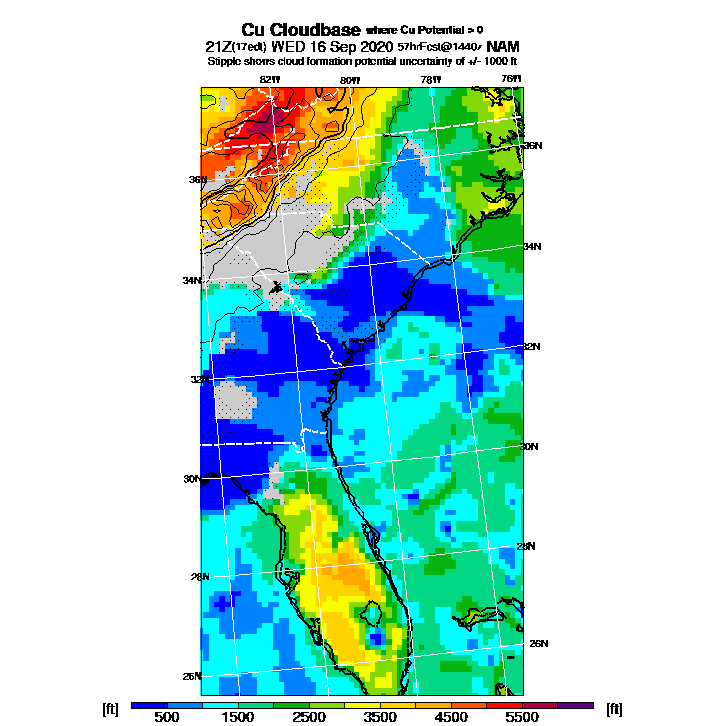 Cu Cloudbase where Cu Potential > 0
21Z(17edt) WED 16 Sep 2020 57hrFcst@1440z NAM
Stipple shows cloud formation potential uncertainty of +/- 1000 ft
82W 80W 78W 76W
36N
36N
34N
34N
32N
32N
30N
30N
28N
28N
26N
26N
[ft] 500 1500 2500 3500 4500 5500 [ft]